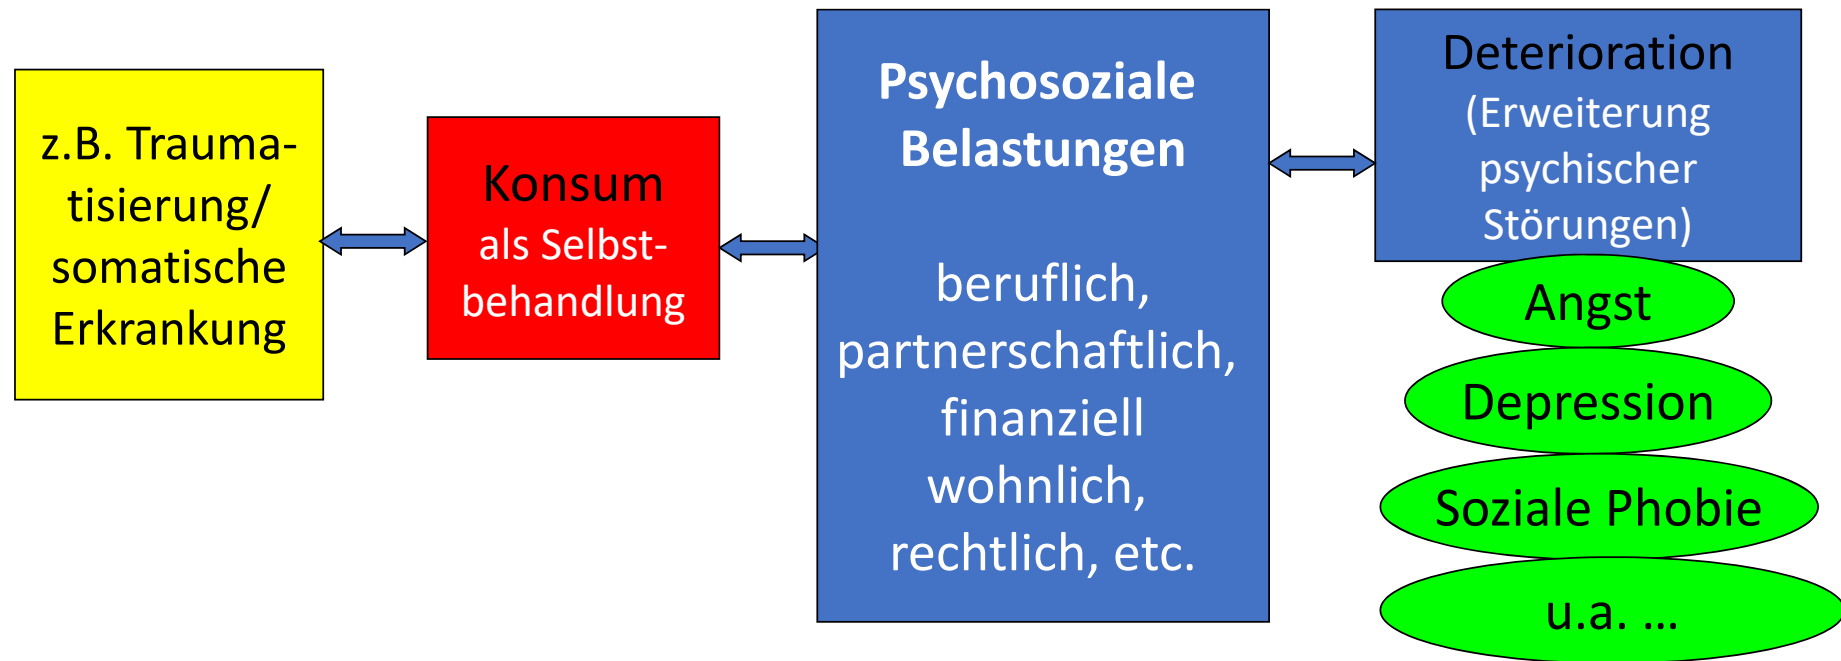 z.B. Trauma-
tisierung/
somatische
Erkrankung
Konsum
als Selbst-
behandlung
Psychosoziale
Belastungen
beruflich,
partnerschaftlich,
finanziell
wohnlich,
rechtlich, etc.
Deterioration
(Erweiterung
psychischer
Störungen)
Angst
Depression
Soziale Phobie
u.a. ...